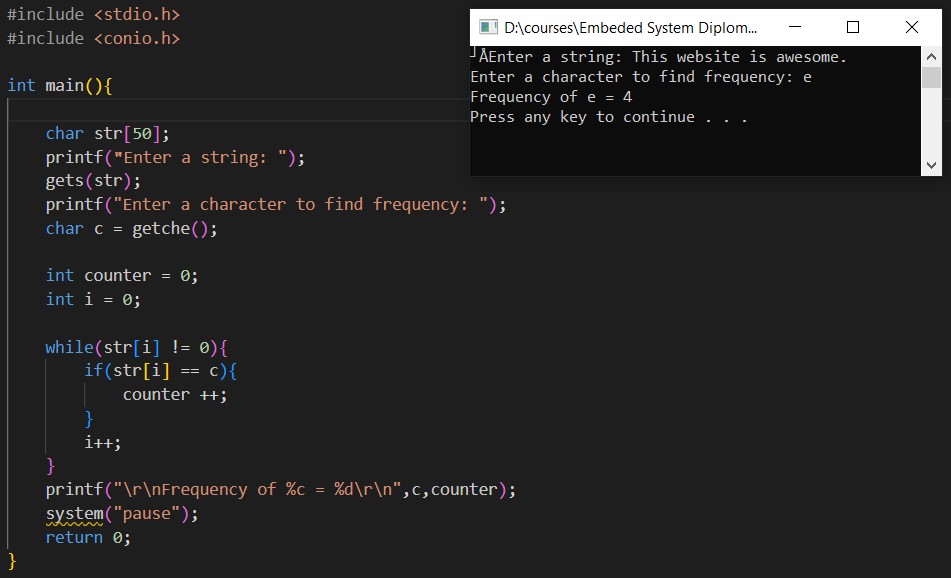 #include <stdio.h>
#include <conio.h>
int main(){
char str[50];
printf("Enter a string: ");
gets(str);
printf("Enter a character to find frequency: ");
char c = getche();
int counter = 0;
int i = 0;
while(str[i] != 0){
if(str[i] == c){
counter ++;
}
i++;
}
printf("\r\nFrequency of %c = %d\r\n",c,counter);
system("pause");
return 0;
}
D:\courses\Embeded System Diplom...
┘ÅEnter a string: This website is awesome.
Enter a character to find frequency: e
Frequency of e = 4
Press any key to continue . . .